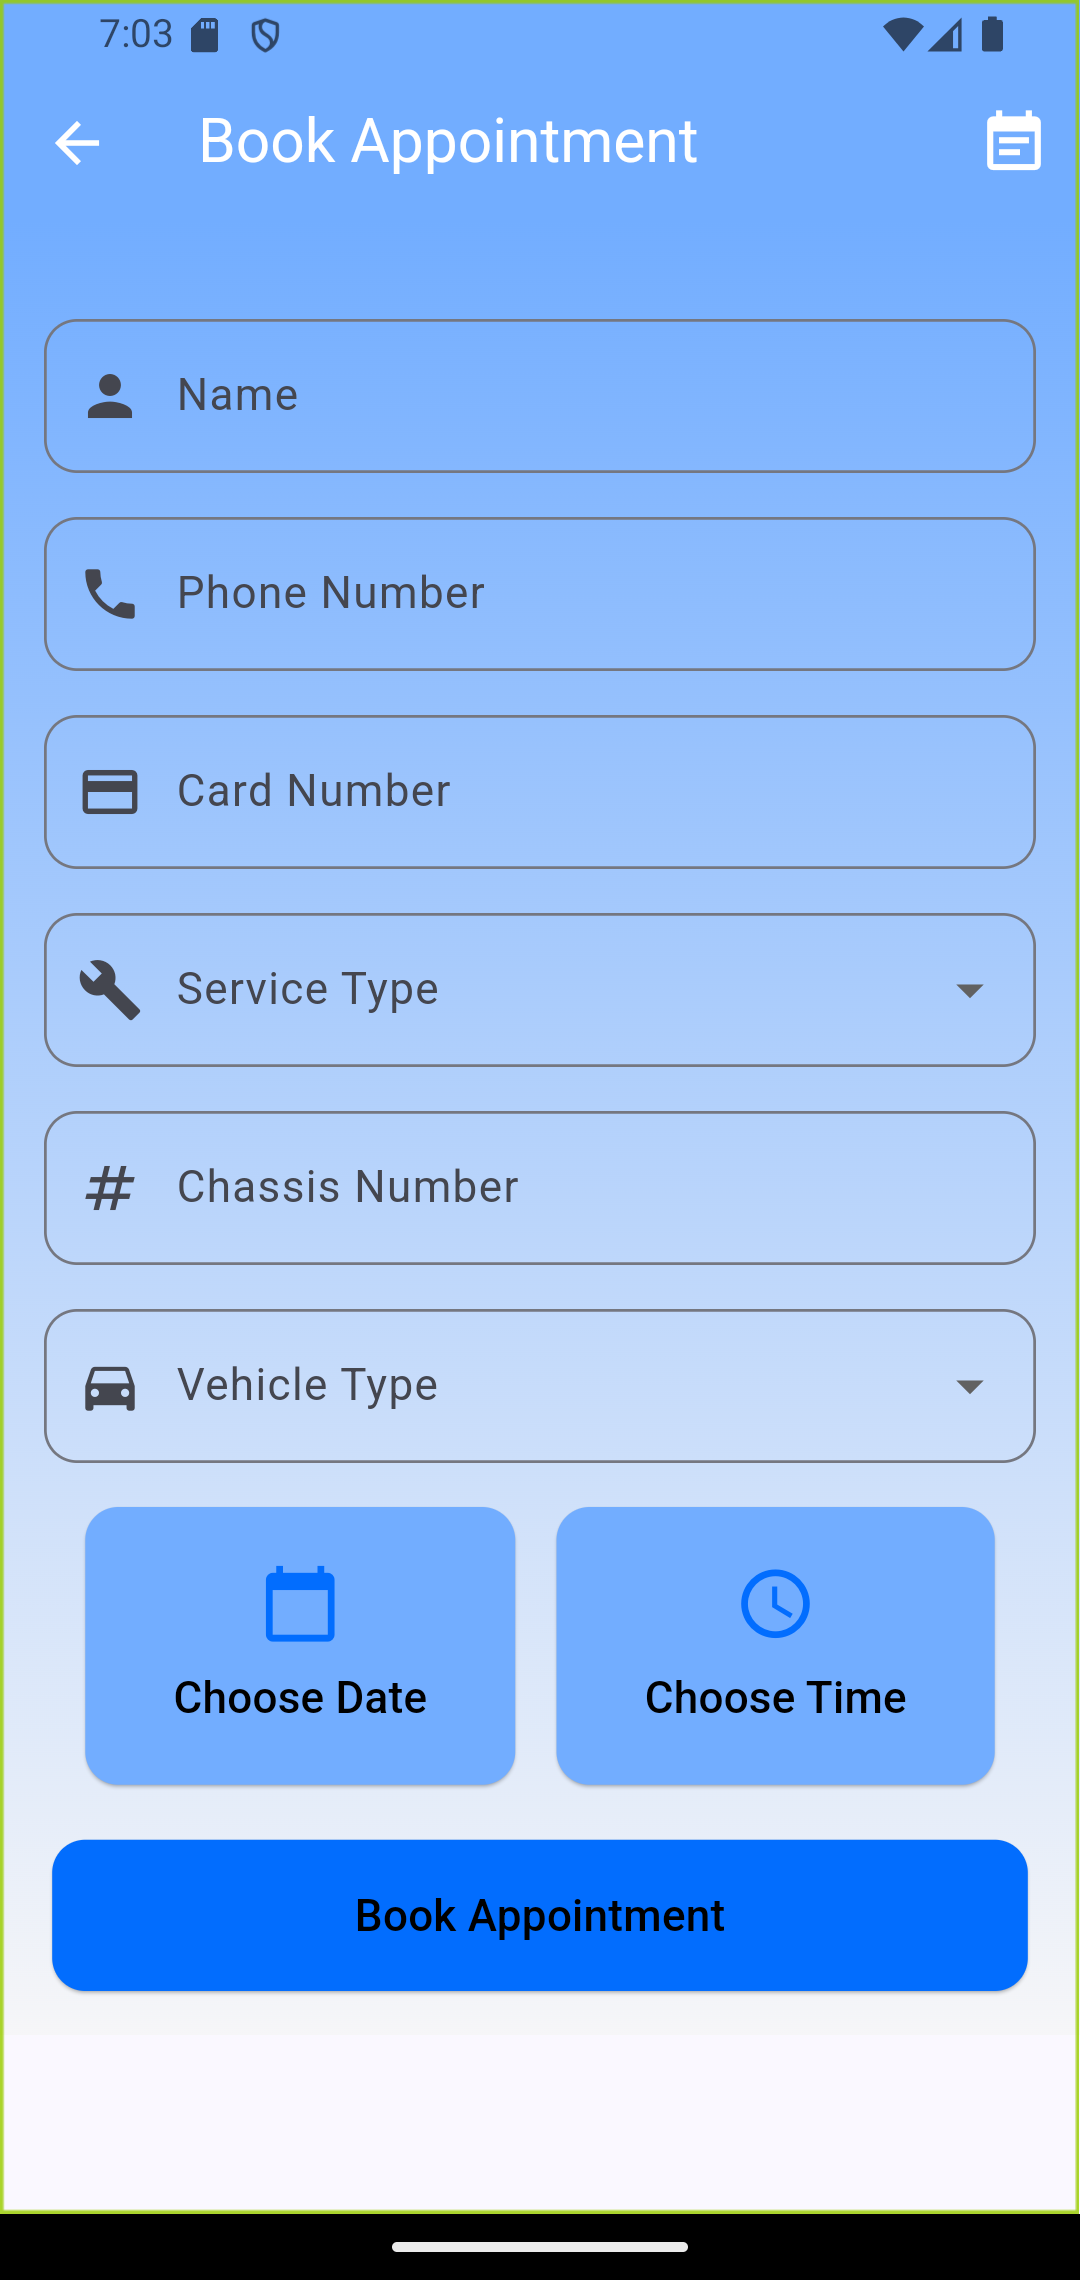 7:03
Book Appointment
Name
Phone Number
Card Number
Service Type
Chassis Number
Vehicle Type
Choose Date
Choose Time
Book Appointment